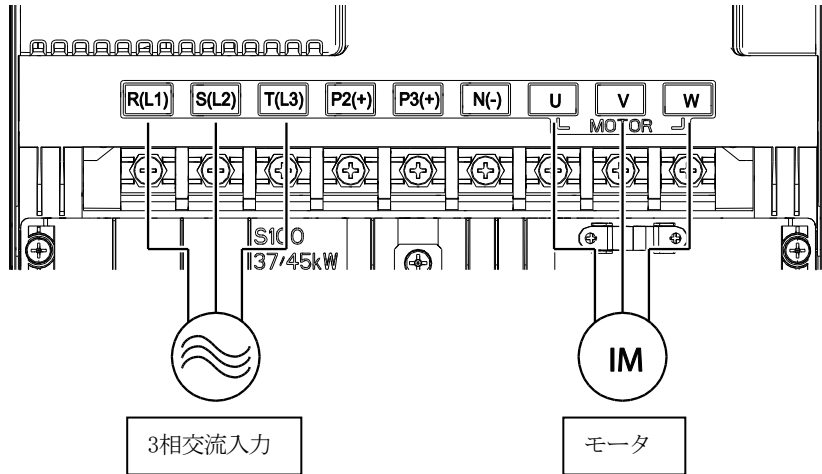 R(L1) S(L2) T(L3) P2(+) P3(+) N(-) U V W
MOTOR
S100
37/45kW
IM
3相交流入力
モータ